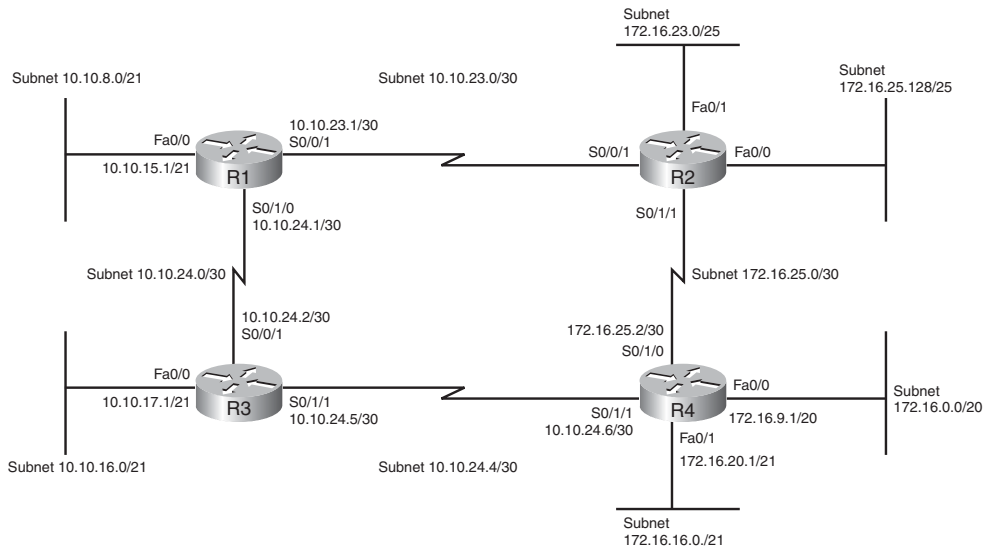 Subnet
172.16.23.0/25
Subnet 10.10.8.0/21
Subnet 10.10.23.0/30
Subnet
172.16.25.128/25
Fa0/1
Fa0/0
10.10.15.1/21
10.10.23.1/30
S0/0/1
R1
S0/0/1
R2
Fa0/0
S0/1/0
10.10.24.1/30
S0/1/1
Subnet 10.10.24.0/30
Subnet 172.16.25.0/30
10.10.24.2/30
S0/0/1
172.16.25.2/30
S0/1/0
Fa0/0
10.10.17.1/21
R3
S0/1/1
10.10.24.5/30
S0/1/1
10.10.24.6/30
R4
Fa0/0
172.16.9.1/20
Subnet
172.16.0.0/20
Fa0/1
172.16.20.1/21
Subnet 10.10.16.0/21
Subnet 10.10.24.4/30
Subnet
172.16.16.0./21